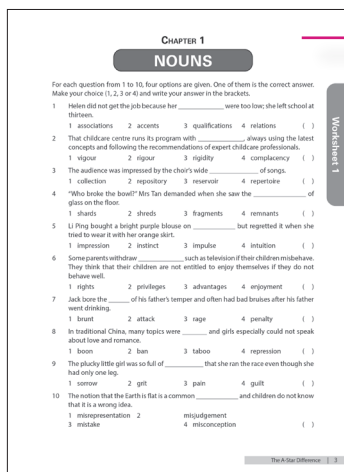 CHAPTER 1
NOUNS
For each question from 1 to 10, four options are given. One of them is the correct answer.
Make your choice (1, 2, 3 or 4) and write your answer in the brackets.
1 Helen did not get the job because her ____________ were too low; she left school at
thirteen.
1 associations 2 accents 3 qualifications 4 relations ( )
2 That childcare centre runs its program with ____________, always using the latest
concepts and following the recommendations of expert childcare professionals.
1 vigour 2 rigour 3 rigidity 4 complacency ( )
3 The audience was impressed by the choir's wide ____________ of songs.
1 collection 2 repository 3 reservoir 4 repertoire ( )
4 "Who broke the bowl?" Mrs Tan demanded when she saw the ____________ of
glass on the floor.
1 shards 2 shreds 3 fragments 4 remnants ( )
5 Li Ping bought a bright purple blouse on ____________ but regretted it when she
tried to wear it with her orange skirt.
1 impression 2 instinct 3 impulse 4 intuition ( )
6 Some parents withdraw ____________ such as television if their children misbehave.
They think that their children are not entitled to enjoy themselves if they do not
behave well.
1 rights 2 privileges 3 advantages 4 enjoyment ( )
7 Jack bore the ______ of his father's temper and often had bad bruises after his father
went drinking.
1 brunt 2 attack 3 rage 4 penalty ( )
8 In traditional China, many topics were _______ and girls especially could not speak
about love and romance.
1 boon 2 ban 3 taboo 4 repression ( )
9 The plucky little girl was so full of ____________ that she ran the race even though she
had only one leg.
1 sorrow 2 grit 3 pain 4 guilt ( )
10 The notion that the Earth is flat is a common ____________ and children do not know
that it is a wrong idea.
1 misrepresentation 2 misjudgement
3 mistake 4 misconception ( )
Worksheet 1
The A-Star Difference | 3